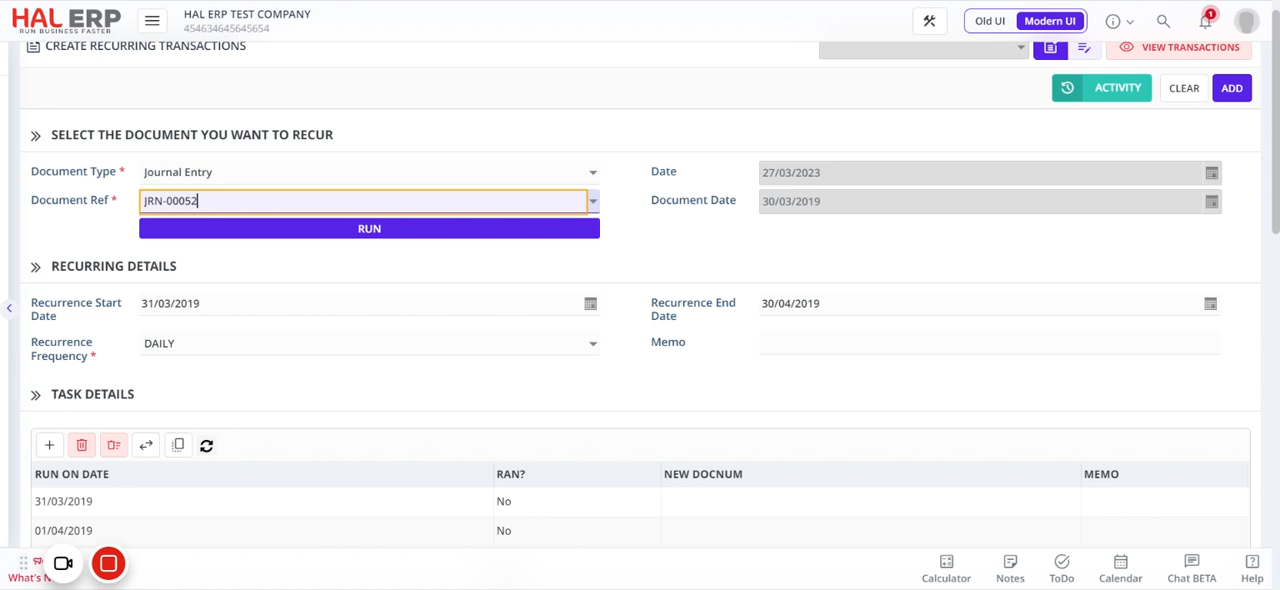 HAL ERP
RUN BUSINESS FASTER
HAL ERP TEST COMPANY
454634645645654
Old UI Modern UI
1
CREATE RECURRING TRANSACTIONS
VIEW TRANSACTIONS
ACTIVITY CLEAR ADD
SELECT THE DOCUMENT YOU WANT TO RECUR
Document Type * Journal Entry Date 27/03/2023
Document Ref * JRN-00052 Document Date 30/03/2019
RUN
RECURRING DETAILS
Recurrence Start Date 31/03/2019 Recurrence End Date 30/04/2019
Recurrence Frequency * DAILY Memo
TASK DETAILS
RUN ON DATE RAN? NEW DOCNUM MEMO
31/03/2019 No
01/04/2019 No
What's N
Calculator Notes ToDo Calendar Chat BETA Help